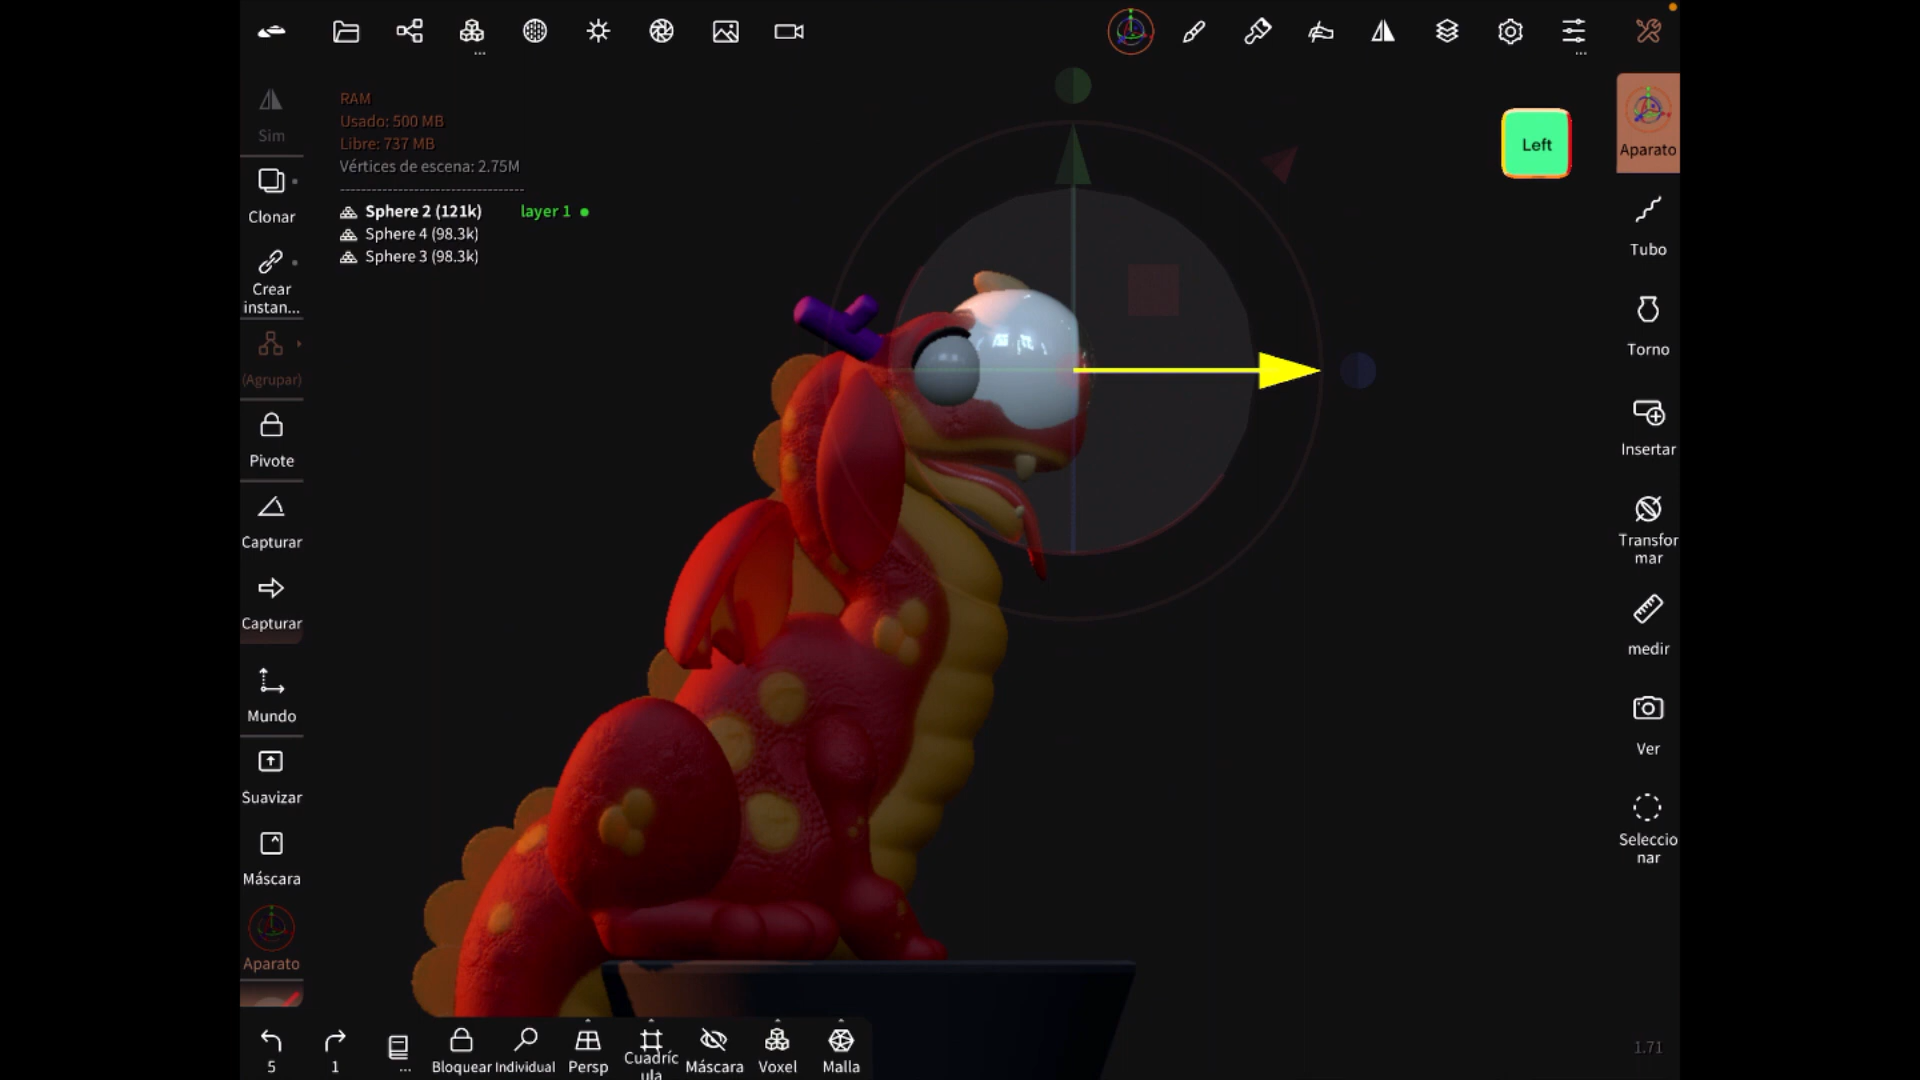 RAM
Usado: 500 MB
Libre: 737 MB
Vértices de escena: 2.75M
------------------------------------
Sphere 2 (121k) layer 1
Sphere 4 (98.3k)
Sphere 3 (98.3k)
Sim
Clonar
Crear
instan...
(Agrupar)
Pivote
Capturar
Capturar
Mundo
Suavizar
Máscara
Aparato
Left
Aparato
Tubo
Torno
Insertar
Transfor
mar
medir
Ver
Seleccio
nar
5
1
...
Bloquear
Individual
Persp
Cuadríc
ula
Máscara
Voxel
Malla
1.71